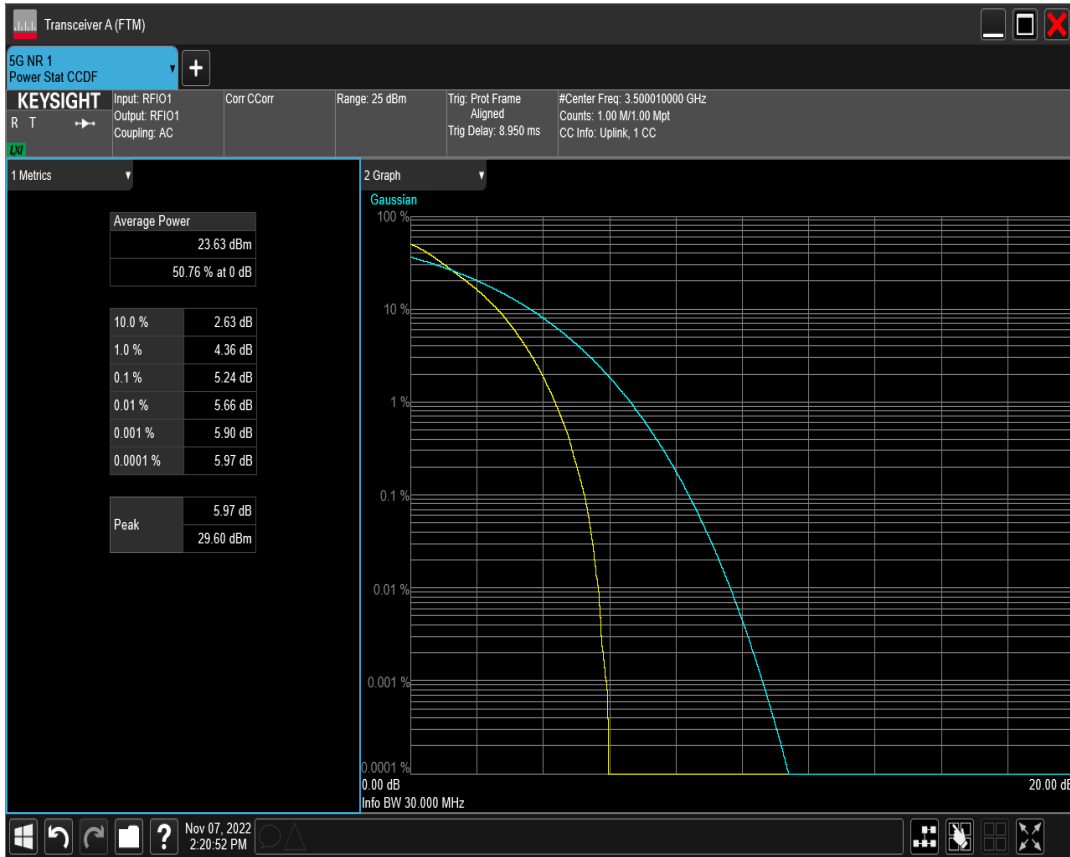 Transceiver A (FTM)
5G NR 1
Power Stat CCDF
+
KEYSIGHT
R T
LXI
Input: RFIO1
Output: RFIO1
Coupling: AC
Corr CCorr
Range: 25 dBm
Trig: Prot Frame
Aligned
Trig Delay: 8.950 ms
#Center Freq: 3.500010000 GHz
Counts: 1.00 M/1.00 Mpt
CC Info: Uplink, 1 CC
1 Metrics
Average Power
23.63 dBm
50.76 % at 0 dB
10.0 % 2.63 dB
1.0 % 4.36 dB
0.1 % 5.24 dB
0.01 % 5.66 dB
0.001 % 5.90 dB
0.0001 % 5.97 dB
Peak
5.97 dB
29.60 dBm
2 Graph
Gaussian
100 %
10 %
1 %
0.1 %
0.01 %
0.001 %
0.0001 %
0.00 dB 20.00 dB
Info BW 30.000 MHz
?
Nov 07, 2022
2:20:52 PM